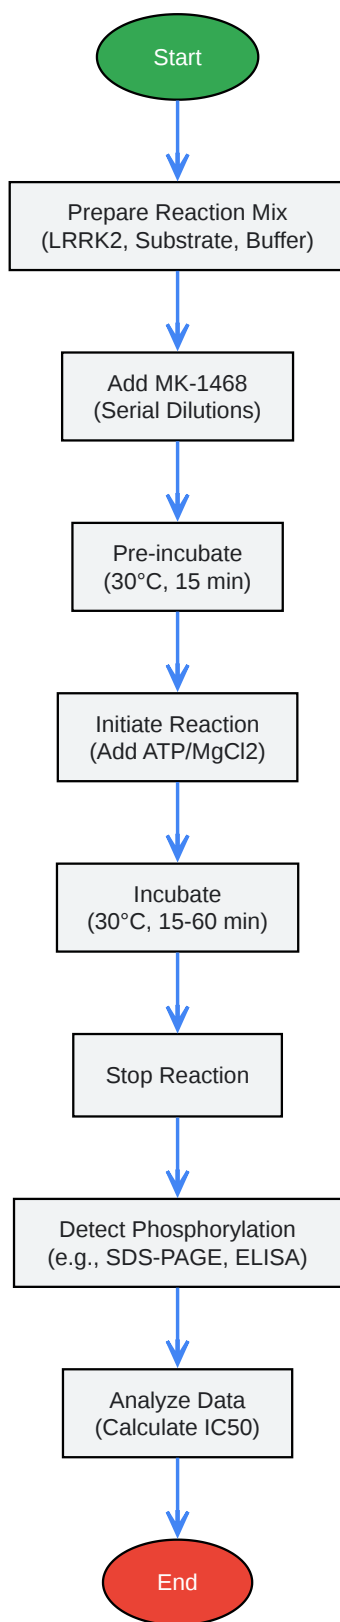 Start
Prepare Reaction Mix
(LRRK2, Substrate, Buffer)
Add MK-1468
(Serial Dilutions)
Pre-incubate
(30°C, 15 min)
Initiate Reaction
(Add ATP/MgCl2)
Incubate
(30°C, 15-60 min)
Stop Reaction
Detect Phosphorylation
(e.g., SDS-PAGE, ELISA)
Analyze Data
(Calculate IC50)
End